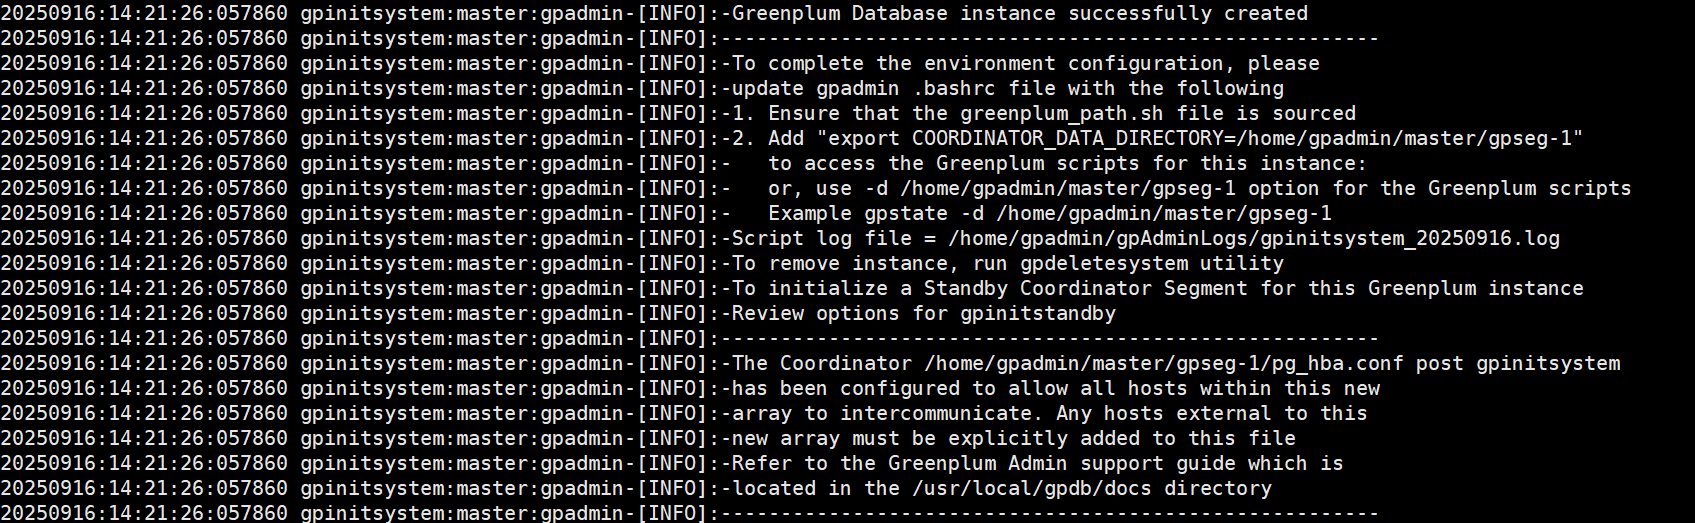 20250916:14:21:26:057860 gpinitsystem:master:gpadmin-[INFO]:-Greenplum Database instance successfully created
20250916:14:21:26:057860 gpinitsystem:master:gpadmin-[INFO]:-------------------------------------------------------
20250916:14:21:26:057860 gpinitsystem:master:gpadmin-[INFO]:-To complete the environment configuration, please
20250916:14:21:26:057860 gpinitsystem:master:gpadmin-[INFO]:-update gpadmin .bashrc file with the following
20250916:14:21:26:057860 gpinitsystem:master:gpadmin-[INFO]:-1. Ensure that the greenplum_path.sh file is sourced
20250916:14:21:26:057860 gpinitsystem:master:gpadmin-[INFO]:-2. Add "export COORDINATOR_DATA_DIRECTORY=/home/gpadmin/master/gpseg-1"
20250916:14:21:26:057860 gpinitsystem:master:gpadmin-[INFO]:-   to access the Greenplum scripts for this instance:
20250916:14:21:26:057860 gpinitsystem:master:gpadmin-[INFO]:-   or, use -d /home/gpadmin/master/gpseg-1 option for the Greenplum scripts
20250916:14:21:26:057860 gpinitsystem:master:gpadmin-[INFO]:-   Example gpstate -d /home/gpadmin/master/gpseg-1
20250916:14:21:26:057860 gpinitsystem:master:gpadmin-[INFO]:-Script log file = /home/gpadmin/gpAdminLogs/gpinitsystem_20250916.log
20250916:14:21:26:057860 gpinitsystem:master:gpadmin-[INFO]:-To remove instance, run gpdeletesystem utility
20250916:14:21:26:057860 gpinitsystem:master:gpadmin-[INFO]:-To initialize a Standby Coordinator Segment for this Greenplum instance
20250916:14:21:26:057860 gpinitsystem:master:gpadmin-[INFO]:-Review options for gpinitstandby
20250916:14:21:26:057860 gpinitsystem:master:gpadmin-[INFO]:-------------------------------------------------------
20250916:14:21:26:057860 gpinitsystem:master:gpadmin-[INFO]:-The Coordinator /home/gpadmin/master/gpseg-1/pg_hba.conf post gpinitsystem
20250916:14:21:26:057860 gpinitsystem:master:gpadmin-[INFO]:-has been configured to allow all hosts within this new
20250916:14:21:26:057860 gpinitsystem:master:gpadmin-[INFO]:-array to intercommunicate. Any hosts external to this
20250916:14:21:26:057860 gpinitsystem:master:gpadmin-[INFO]:-new array must be explicitly added to this file
20250916:14:21:26:057860 gpinitsystem:master:gpadmin-[INFO]:-Refer to the Greenplum Admin support guide which is
20250916:14:21:26:057860 gpinitsystem:master:gpadmin-[INFO]:-located in the /usr/local/gpdb/docs directory
20250916:14:21:26:057860 gpinitsystem:master:gpadmin-[INFO]:-------------------------------------------------------